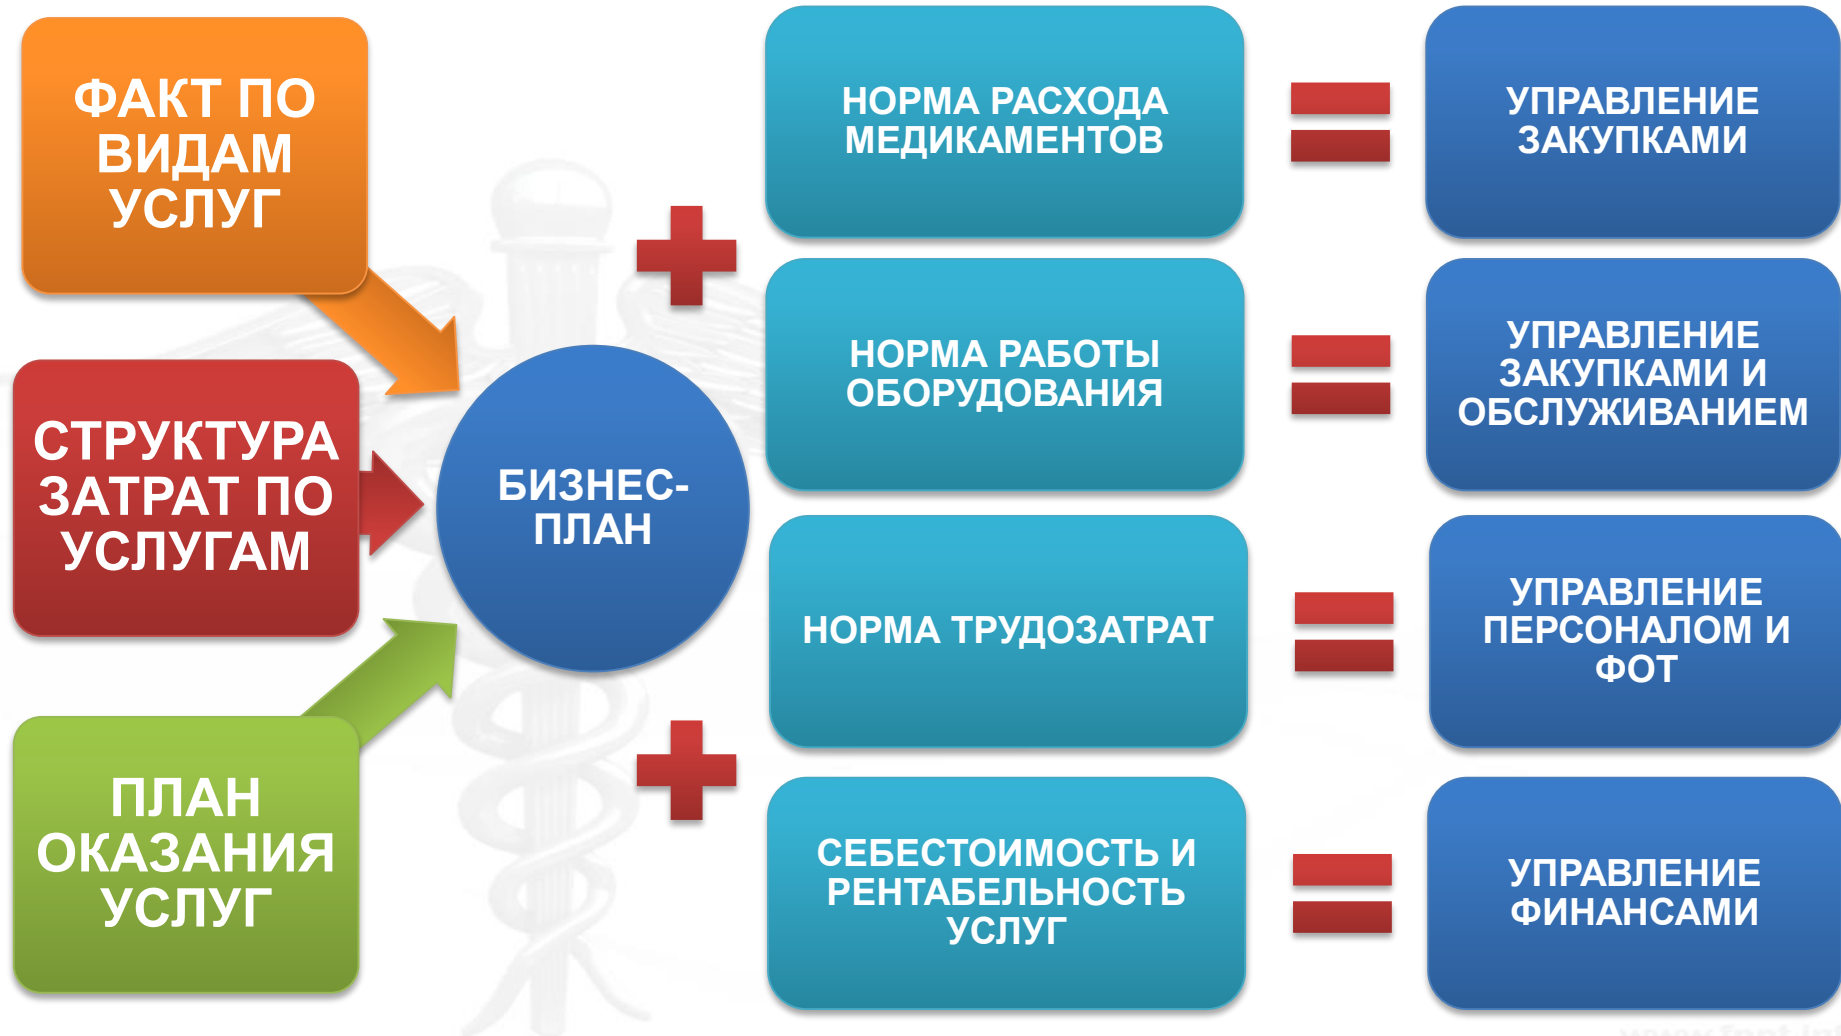 ФАКТ ПО
ВИДАМ
УСЛУГ
СТРУКТУРА
ЗАТРАТ ПО
УСЛУГАМ
ПЛАН
ОКАЗАНИЯ
УСЛУГ
БИЗНЕС-
ПЛАН
НОРМА РАСХОДА
МЕДИКАМЕНТОВ
УПРАВЛЕНИЕ
ЗАКУПКАМИ
НОРМА РАБОТЫ
ОБОРУДОВАНИЯ
УПРАВЛЕНИЕ
ЗАКУПКАМИ И
ОБСЛУЖИВАНИЕМ
НОРМА ТРУДОЗАТРАТ
УПРАВЛЕНИЕ
ПЕРСОНАЛОМ И
ФОТ
СЕБЕСТОИМОСТЬ И
РЕНТАБЕЛЬНОСТЬ
УСЛУГ
УПРАВЛЕНИЕ
ФИНАНСАМИ